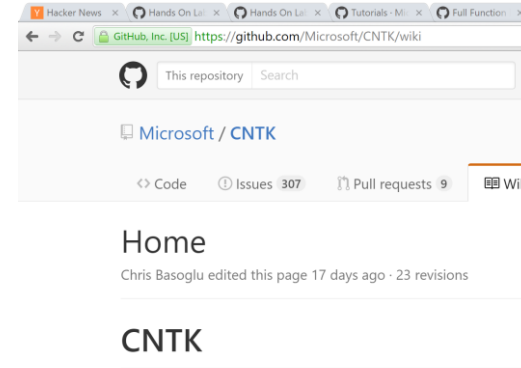 Hacker News × Hands On La × Hands On La × Tutorials · Mi × Full Function ×
GitHub, Inc. [US] https://github.com/Microsoft/CNTK/wiki
This repository Search
Microsoft / CNTK
Code Issues 307 Pull requests 9 Wi
Home
Chris Basoglu edited this page 17 days ago · 23 revisions
CNTK